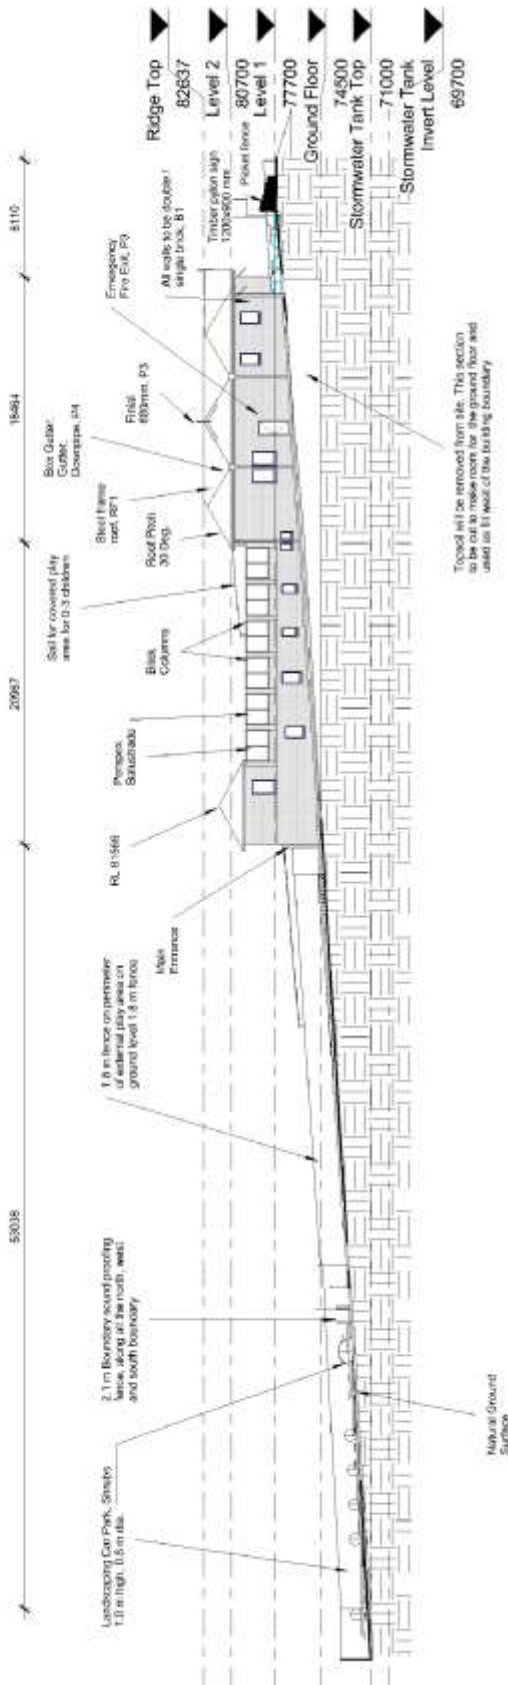 53038
20987
18464
8110
Landscaping Car Park, Shrubs
1.0 m high, 0.8 m dia.
2.1 m Boundary sound proofing
fence, along all the north, west
and south boundary
1.8 m fence on perimeter
of external play area on
ground level 1.8 m fence
Main
Entrance
RL 81566
Perspex
Balustrade
Brick
Columns
Sail for covered play
area for 0-3 children
Roof Pitch
30 Deg.
Steel frame
roof, RF1
Box Gutter,
Gutter,
Downpipe, P4
Finial
680mm, P3
Emergency
Fire Exit, P9
All walls to be double /
single brick, B1
Timber pylon sign
1200x900 mm
Picket fence
Ridge Top
82637
Level 2
80700
Level 1
77700
Ground Floor
74500
Stormwater Tank Top
71000
Stormwater Tank
Invert Level
69700
Natural Ground
Surface
Topsoil will be removed from site. This section
to be cut to make room for the ground floor and
used as fill west of the building boundary